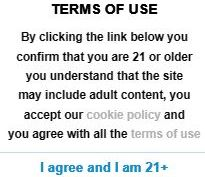 TERMS OF USE
By clicking the link below you
confirm that you are 21 or older
you understand that the site
may include adult content, you
accept our cookie policy and
you agree with all the terms of use
I agree and I am 21+